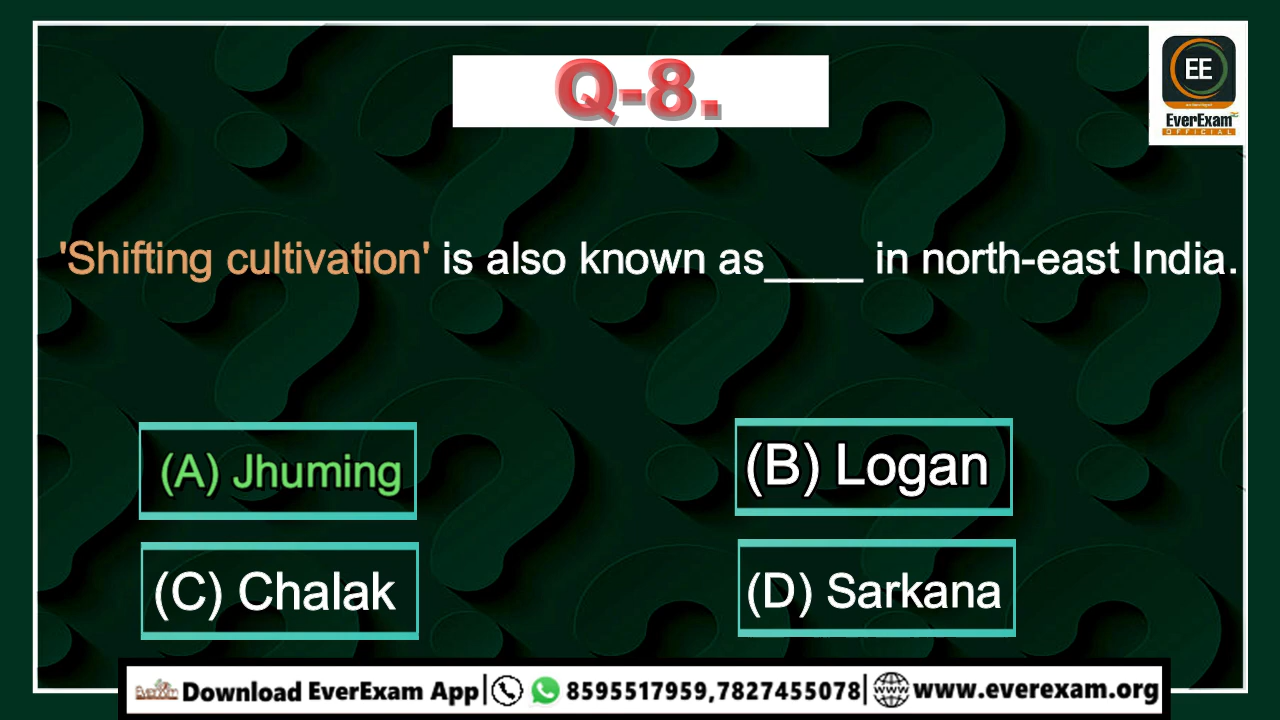 Q-8.
EE
EverExam
OFFICIAL
'Shifting cultivation' is also known as____ in north-east India.
(A) Jhuming
(B) Logan
(C) Chalak
(D) Sarkana
Download EverExam App| 8595517959,7827455078| www.everexam.org